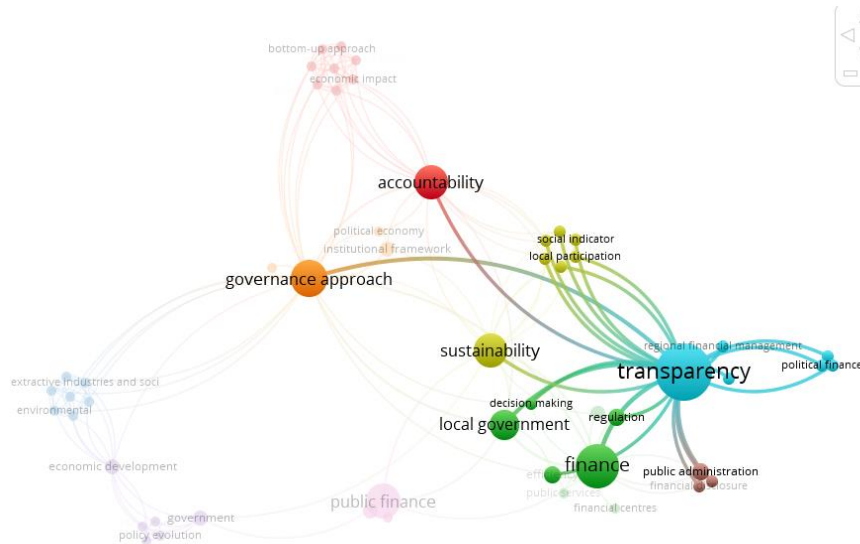 bottom-up approach
economic impact
accountability
political economy
institutional framework
social indicator
local participation
governance approach
sustainability
regional financial management
transparency
political finance
extractive industries and soci
environmental
decision making
local government
regulation
finance
economic development
public administration
financial disclosure
public services
public finance
financial centres
government
policy evolution